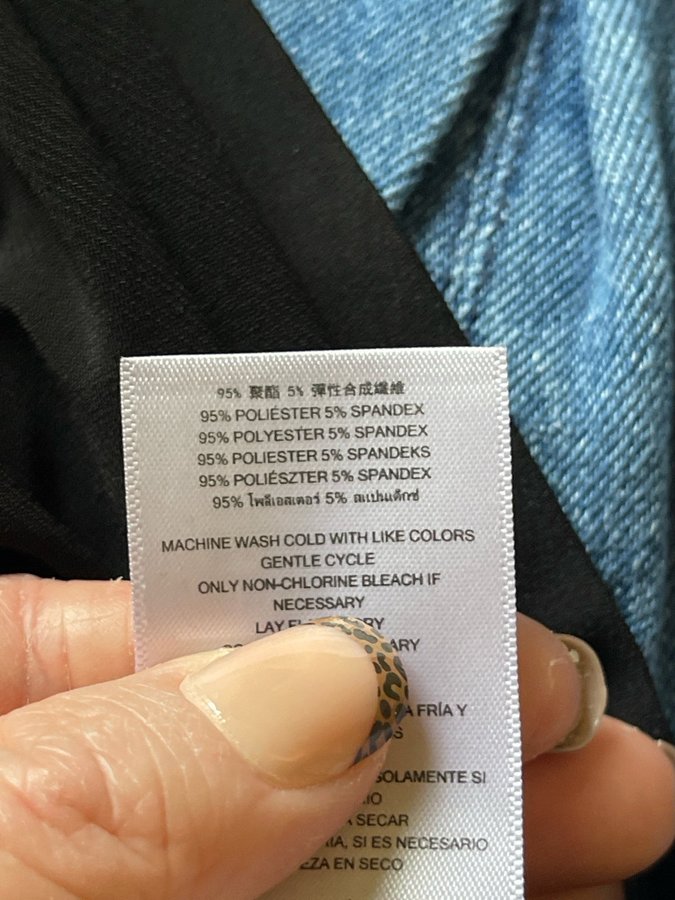 95% 聚酯 5% 彈性合成纖維
95% POLIÉSTER 5% SPANDEX
95% POLYESTER 5% SPANDEX
95% POLIESTER 5% SPANDEKS
95% POLIÉSZTER 5% SPANDEX
95% โพลีเอสเตอร์ 5% สแปนเด็กซ์
MACHINE WASH COLD WITH LIKE COLORS
GENTLE CYCLE
ONLY NON-CHLORINE BLEACH IF
NECESSARY
LAY
FRÍA Y
SOLAMENTE SI
SECAR
SI ES NECESARIO
EN SECO